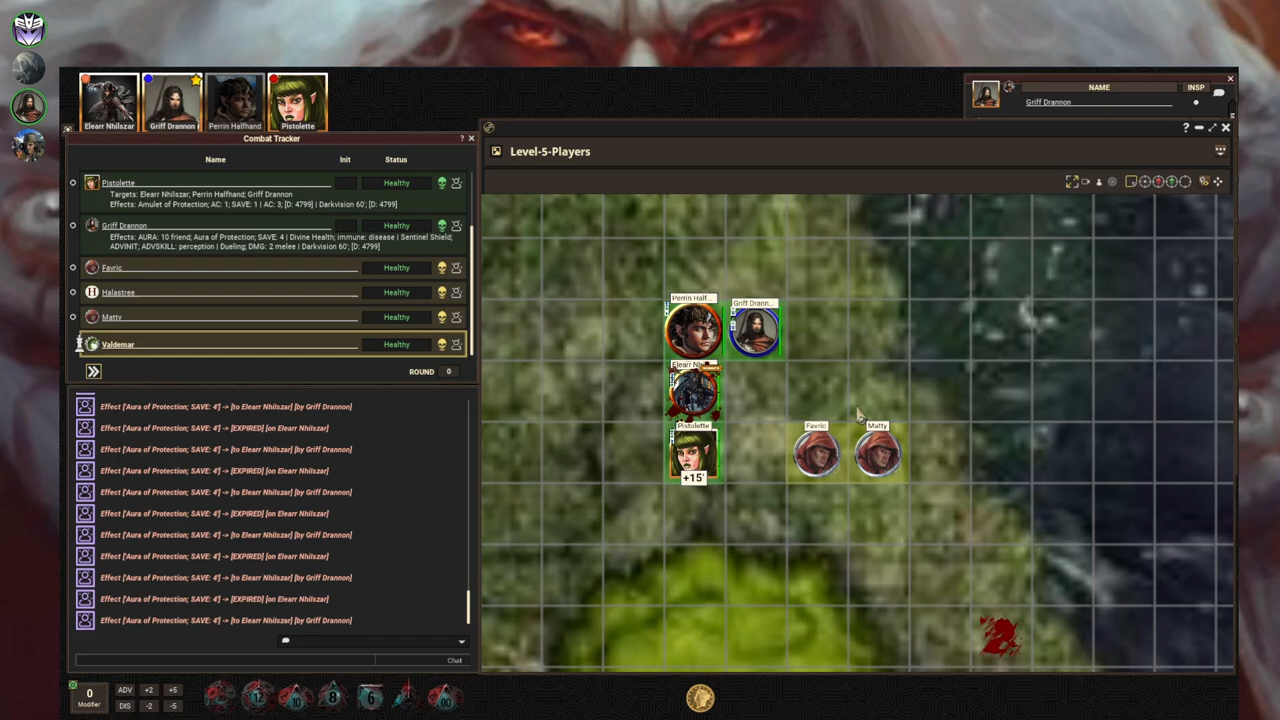 Elearr Nhilszar
Griff Drannon
Perrin Halfhand
Pistolette
NAME
INSP
Griff Drannon
Combat Tracker
?
Name
Init
Status
Pistolette
Healthy
Targets: Elearr Nhilszar; Perrin Halfhand; Griff Drannon
Effects: Amulet of Protection; AC: 1; SAVE: 1 | AC: 3; [D: 4799] | Darkvision 60'; [D: 4799]
Griff Drannon
Healthy
Effects: AURA: 10 friend; Aura of Protection; SAVE: 4 | Divine Health; immune: disease | Sentinel Shield;
ADVINIT; ADVSKILL: perception | Dueling; DMG: 2 melee | Darkvision 60'; [D: 4799]
Favric
Healthy
H
Halastree
Healthy
Matty
Healthy
Valdemar
Healthy
ROUND
0
Effect ['Aura of Protection; SAVE: 4'] -> [to Elearr Nhilszar] [by Griff Drannon]
Effect ['Aura of Protection; SAVE: 4'] -> [EXPIRED] [on Elearr Nhilszar]
Effect ['Aura of Protection; SAVE: 4'] -> [to Elearr Nhilszar] [by Griff Drannon]
Effect ['Aura of Protection; SAVE: 4'] -> [EXPIRED] [on Elearr Nhilszar]
Effect ['Aura of Protection; SAVE: 4'] -> [to Elearr Nhilszar] [by Griff Drannon]
Effect ['Aura of Protection; SAVE: 4'] -> [EXPIRED] [on Elearr Nhilszar]
Effect ['Aura of Protection; SAVE: 4'] -> [to Elearr Nhilszar] [by Griff Drannon]
Effect ['Aura of Protection; SAVE: 4'] -> [EXPIRED] [on Elearr Nhilszar]
Effect ['Aura of Protection; SAVE: 4'] -> [to Elearr Nhilszar] [by Griff Drannon]
Effect ['Aura of Protection; SAVE: 4'] -> [EXPIRED] [on Elearr Nhilszar]
Effect ['Aura of Protection; SAVE: 4'] -> [to Elearr Nhilszar] [by Griff Drannon]
Chat
Level-5-Players
?
Perrin Half...
Griff Drann...
Elearr Nh
Pistolette
+15'
Favric
Matty
0
Modifier
ADV
+2
+5
DIS
-2
-5
12
10
8
6
00